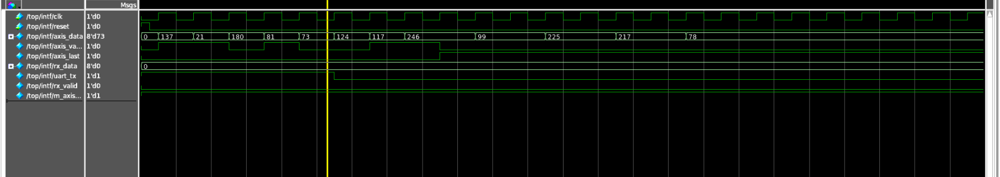 Msgs
/top/intf/clk 1'd0
/top/intf/reset 1'd0
/top/intf/axis_data 8'd73 0 137 21 180 81 73 124 117 246 99 225 217 78
/top/intf/axis_va... 1'd0
/top/intf/axis_last 1'd0
/top/intf/rx_data 8'd0 0
/top/intf/uart_tx 1'd1
/top/intf/rx_valid 1'd0
/top/intf/m_axis... 1'd1